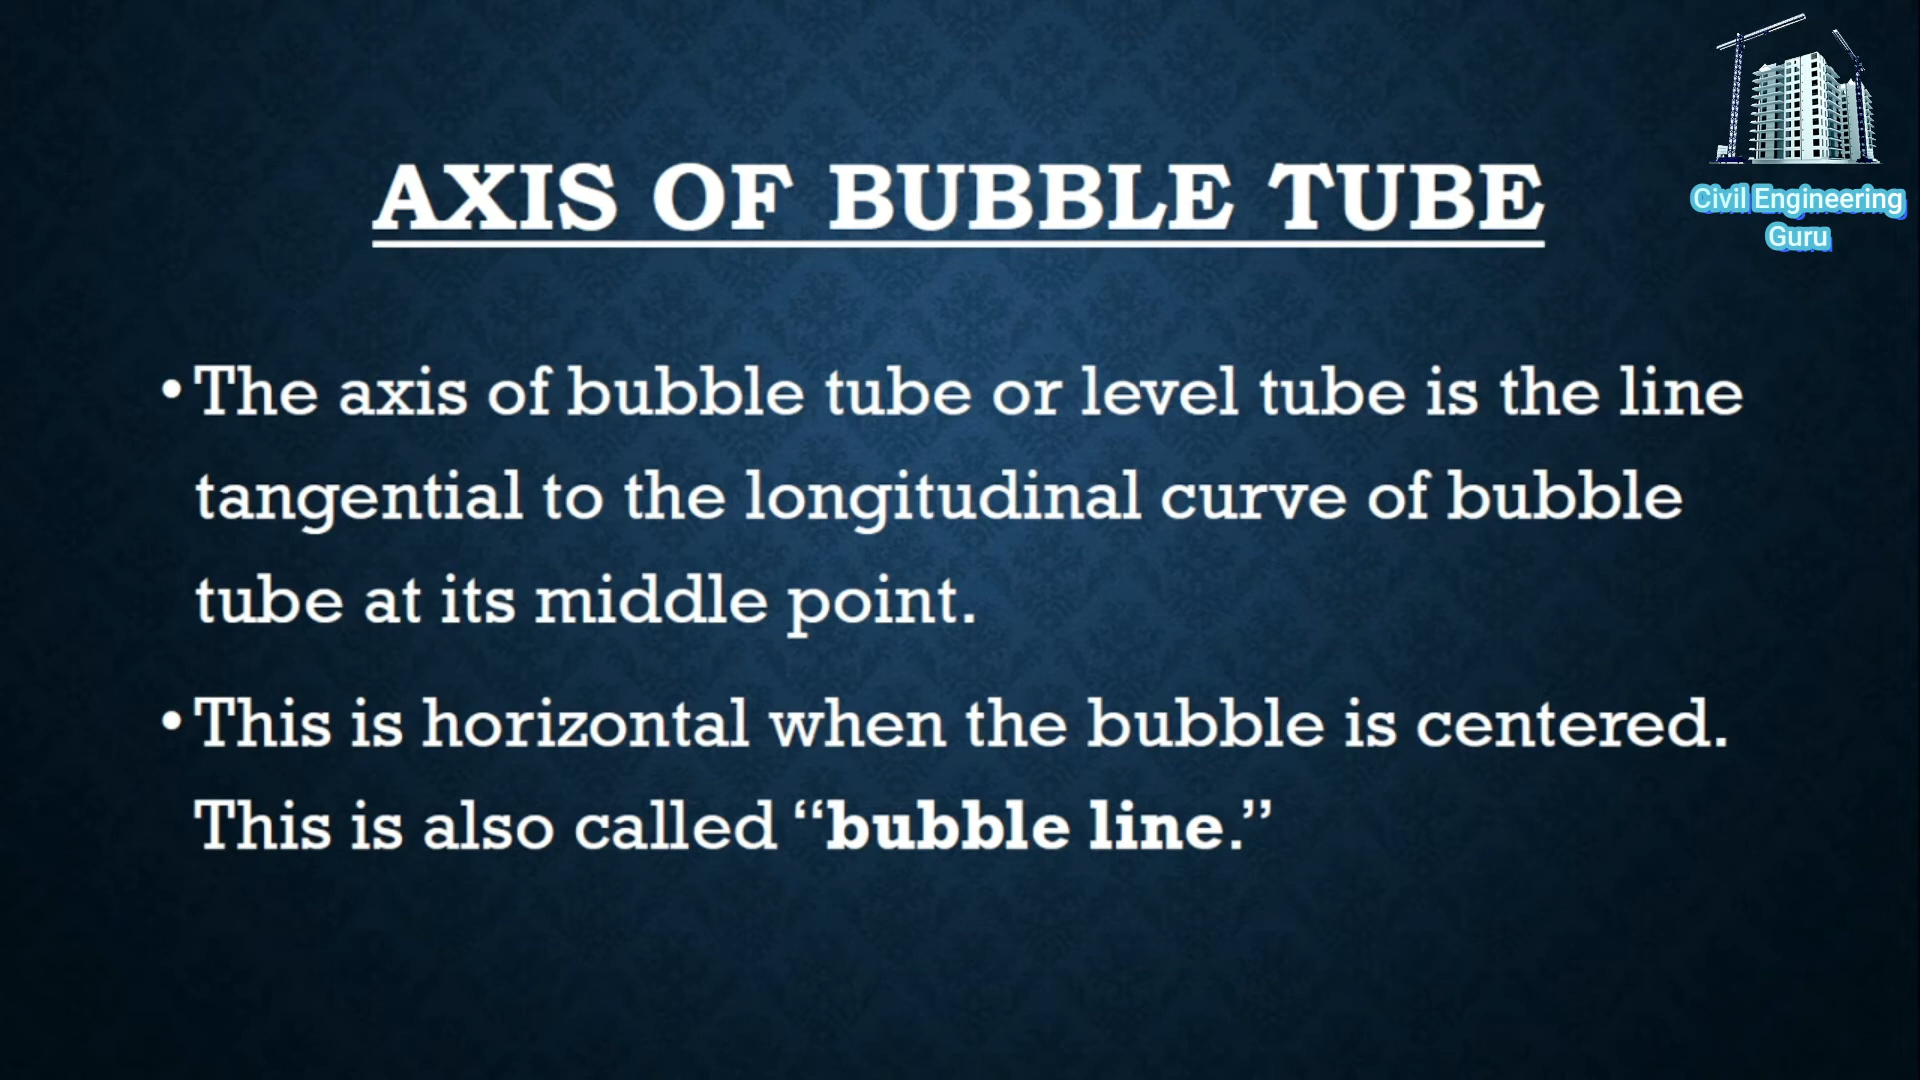 Civil Engineering
Guru
AXIS OF BUBBLE TUBE
•The axis of bubble tube or level tube is the line
tangential to the longitudinal curve of bubble
tube at its middle point.
•This is horizontal when the bubble is centered.
This is also called “bubble line.”